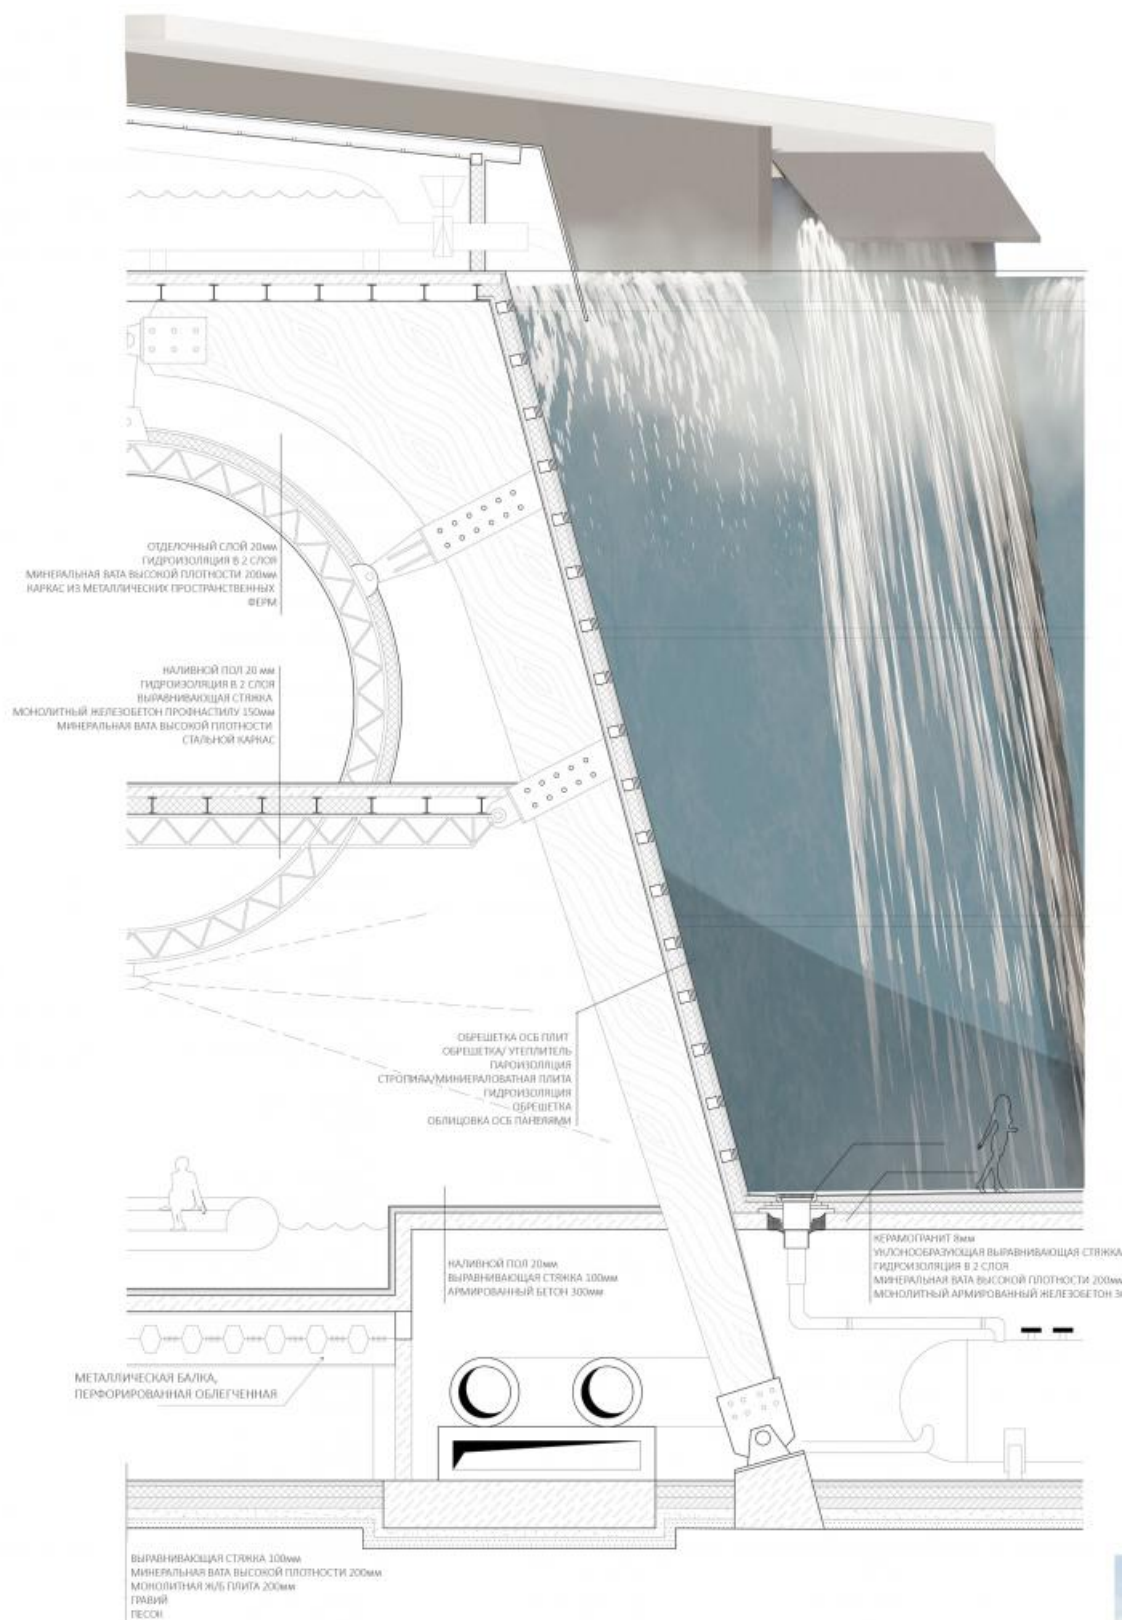 ОТДЕЛОЧНЫЙ СЛОЙ 20мм
ГИДРОИЗОЛЯЦИЯ В 2 СЛОЯ
МИНЕРАЛЬНАЯ ВАТА ВЫСОКОЙ ПЛОТНОСТИ 200мм
КАРКАС ИЗ МЕТАЛЛИЧЕСКИХ ПРОСТРАНСТВЕННЫХ
ФЕРМ
НАЛИВНОЙ ПОЛ 20 мм
ГИДРОИЗОЛЯЦИЯ В 2 СЛОЯ
ВЫРАВНИВАЮЩАЯ СТЯЖКА
МОНОЛИТНЫЙ ЖЕЛЕЗОБЕТОН ПРОФНАСТИЛУ 150мм
МИНЕРАЛЬНАЯ ВАТА ВЫСОКОЙ ПЛОТНОСТИ
СТАЛЬНОЙ КАРКАС
ОБРЕШЕТКА ОСБ ПЛИТ
ОБРЕШЕТКА/ УТЕПЛИТЕЛЬ
ПАРОИЗОЛЯЦИЯ
СТРОПИЛА/МИНИЕРАЛОВАТНАЯ ПЛИТА
ГИДРОИЗОЛЯЦИЯ
ОБРЕШЕТКА
ОБЛИЦОВКА ОСБ ПАНЕЛЯМИ
КЕРАМОГРАНИТ 8мм
УКЛОНООБРАЗУЮЩАЯ ВЫРАВНИВАЮЩАЯ СТЯЖКА
ГИДРОИЗОЛЯЦИЯ В 2 СЛОЯ
МИНЕРАЛЬНАЯ ВАТА ВЫСОКОЙ ПЛОТНОСТИ 200мм
МОНОЛИТНЫЙ АРМИРОВАННЫЙ ЖЕЛЕЗОБЕТОН
НАЛИВНОЙ ПОЛ 20мм
ВЫРАВНИВАЮЩАЯ СТЯЖКА 100мм
АРМИРОВАННЫЙ БЕТОН 300мм
МЕТАЛЛИЧЕСКАЯ БАЛКА,
ПЕРФОРИРОВАННАЯ ОБЛЕГЧЕННАЯ
ВЫРАВНИВАЮЩАЯ СТЯЖКА 100мм
МИНЕРАЛЬНАЯ ВАТА ВЫСОКОЙ ПЛОТНОСТИ 200мм
МОНОЛИТНАЯ Ж/Б ПЛИТА 200мм
ГРАВИЙ
ПЕСОК